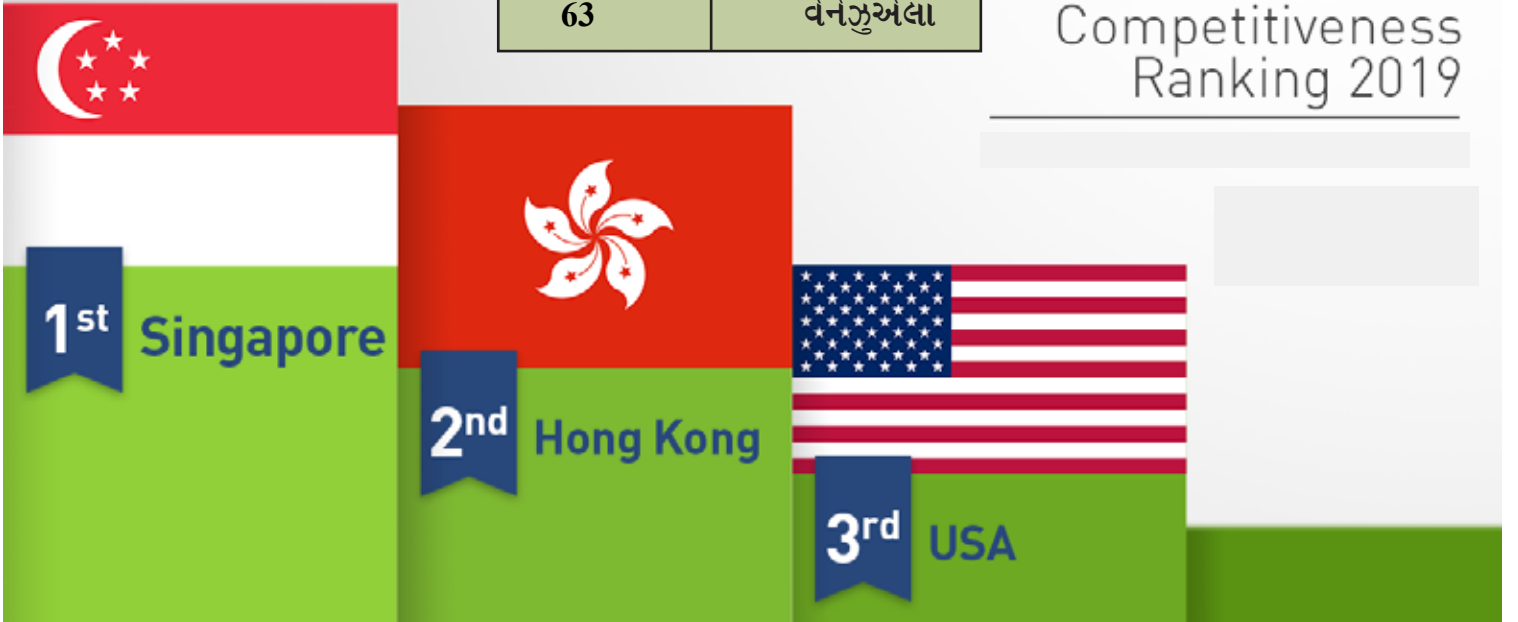 63 વેનેઝુએલા
Competitiveness
Ranking 2019
1st Singapore
2nd Hong Kong
3rd USA